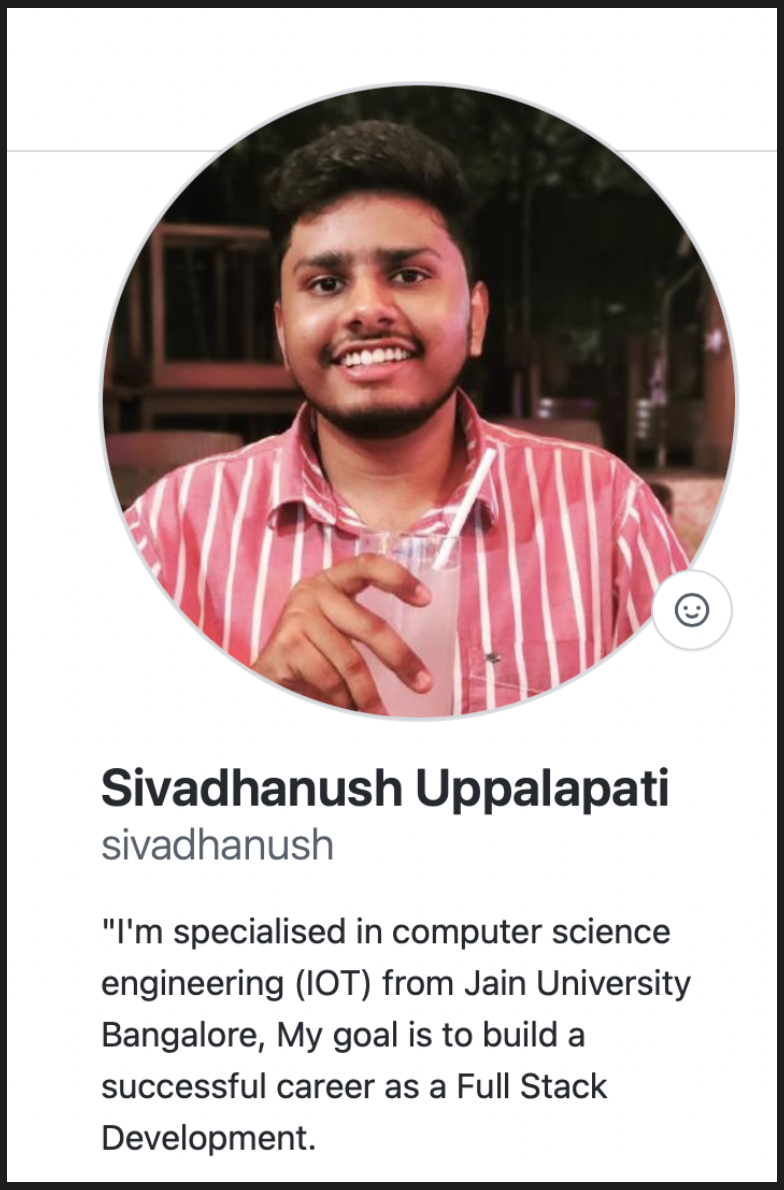 Sivadhanush Uppalapati
sivadhanush
"I'm specialised in computer science
engineering (IOT) from Jain University
Bangalore, My goal is to build a
successful career as a Full Stack
Development.